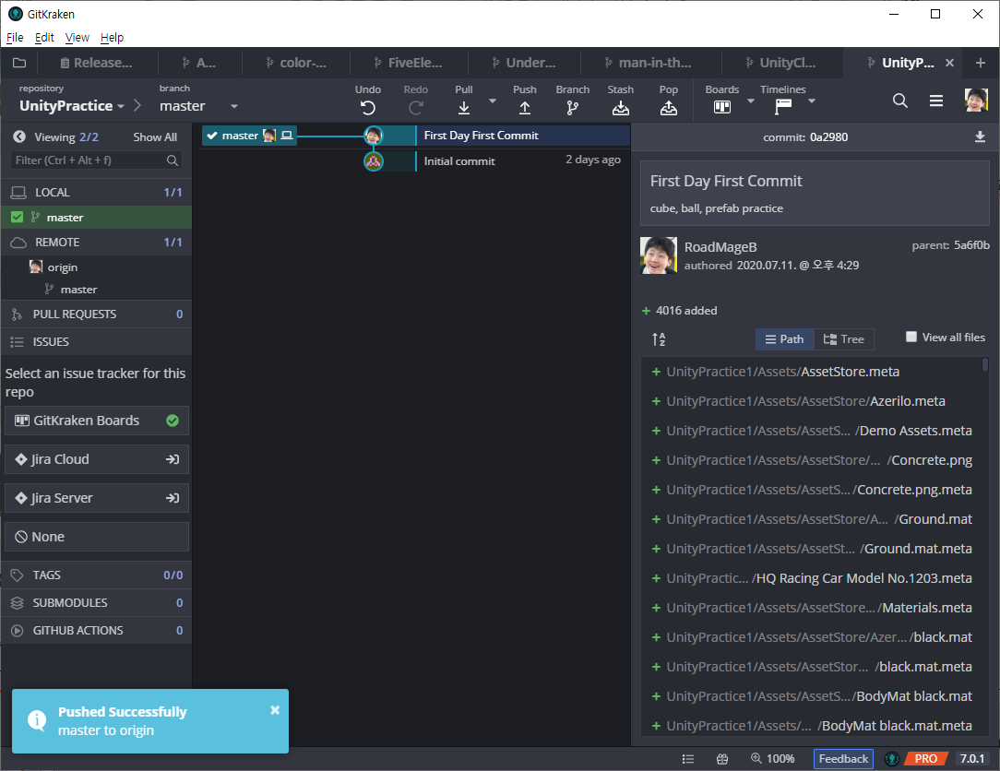 GitKraken
File Edit View Help
Release... A... color-... FiveEle... Under... man-in-th... UnityCl... UnityP...
repository branch
UnityPractice master
Undo Redo Pull Push Branch Stash Pop Boards Timelines
Viewing 2/2 Show All
Filter (Ctrl + Alt + f)
LOCAL 1/1
master
REMOTE 1/1
origin
master
PULL REQUESTS 0
ISSUES
Select an issue tracker for this
repo
GitKraken Boards
Jira Cloud
Jira Server
None
TAGS 0/0
SUBMODULES 0
GITHUB ACTIONS 0
Pushed Successfully
master to origin
master First Day First Commit
Initial commit 2 days ago
commit: 0a2980
First Day First Commit
cube, ball, prefab practice
RoadMageB parent: 5a6f0b
authored 2020.07.11. @ 오후 4:29
+ 4016 added
Path Tree View all files
+ UnityPractice1/Assets/AssetStore.meta
+ UnityPractice1/Assets/AssetStore/Azerilo.meta
+ UnityPractice1/Assets/AssetS... /Demo Assets.meta
+ UnityPractice1/Assets/AssetStore/... /Concrete.png
+ UnityPractice1/Assets/AssetS... /Concrete.png.meta
+ UnityPractice1/Assets/AssetStore/A... /Ground.mat
+ UnityPractice1/Assets/AssetSt... /Ground.mat.meta
+ UnityPractic... /HQ Racing Car Model No.1203.meta
+ UnityPractice1/Assets/AssetStore... /Materials.meta
+ UnityPractice1/Assets/AssetStore/Azer... /black.mat
+ UnityPractice1/Assets/AssetStor... /black.mat.meta
+ UnityPractice1/Assets/AssetS... /BodyMat black.mat
+ UnityPractice1/Assets/... /BodyMat black.mat.meta
100% Feedback PRO 7.0.1